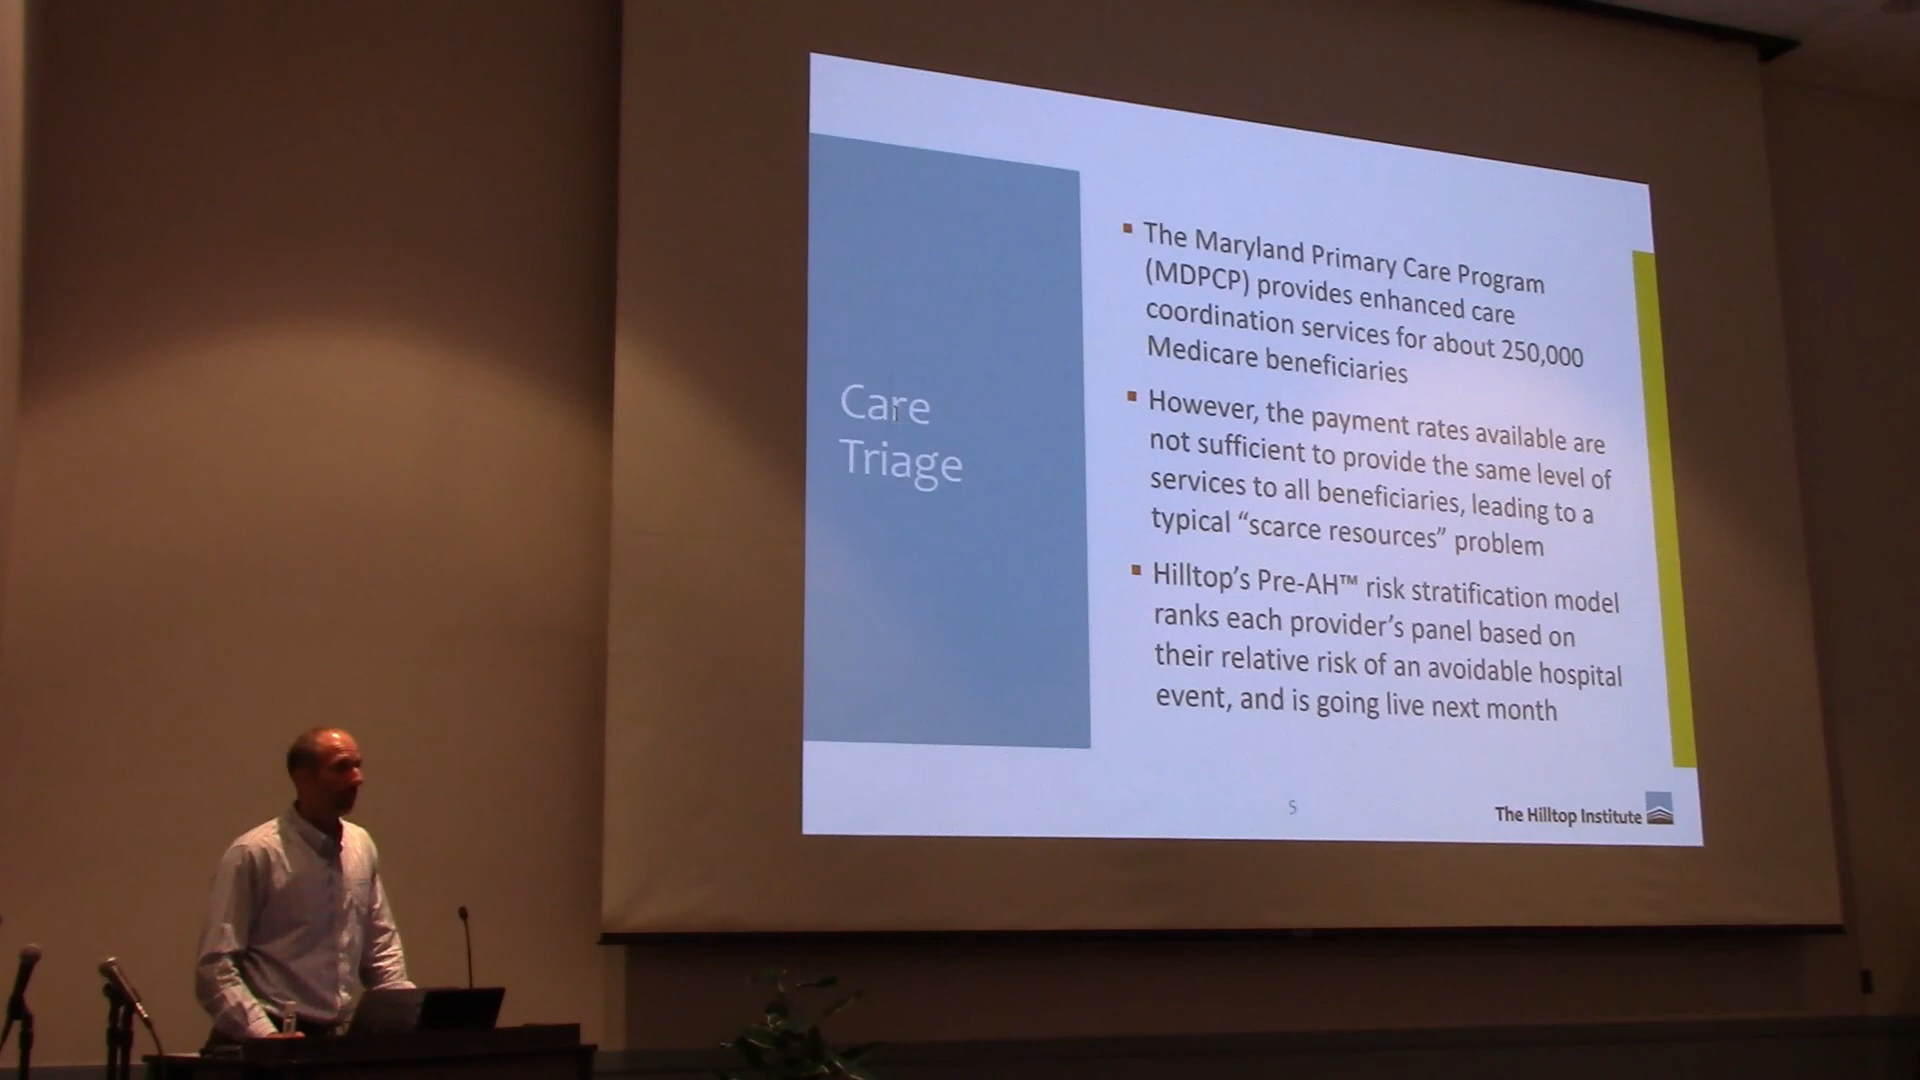 Care
Triage
The Maryland Primary Care Program
(MDPCP) provides enhanced care
coordination services for about 250,000
Medicare beneficiaries
However, the payment rates available are
not sufficient to provide the same level of
services to all beneficiaries, leading to a
typical “scarce resources” problem
Hilltop’s Pre-AH™ risk stratification model
ranks each provider’s panel based on
their relative risk of an avoidable hospital
event, and is going live next month
5
The Hilltop Institute